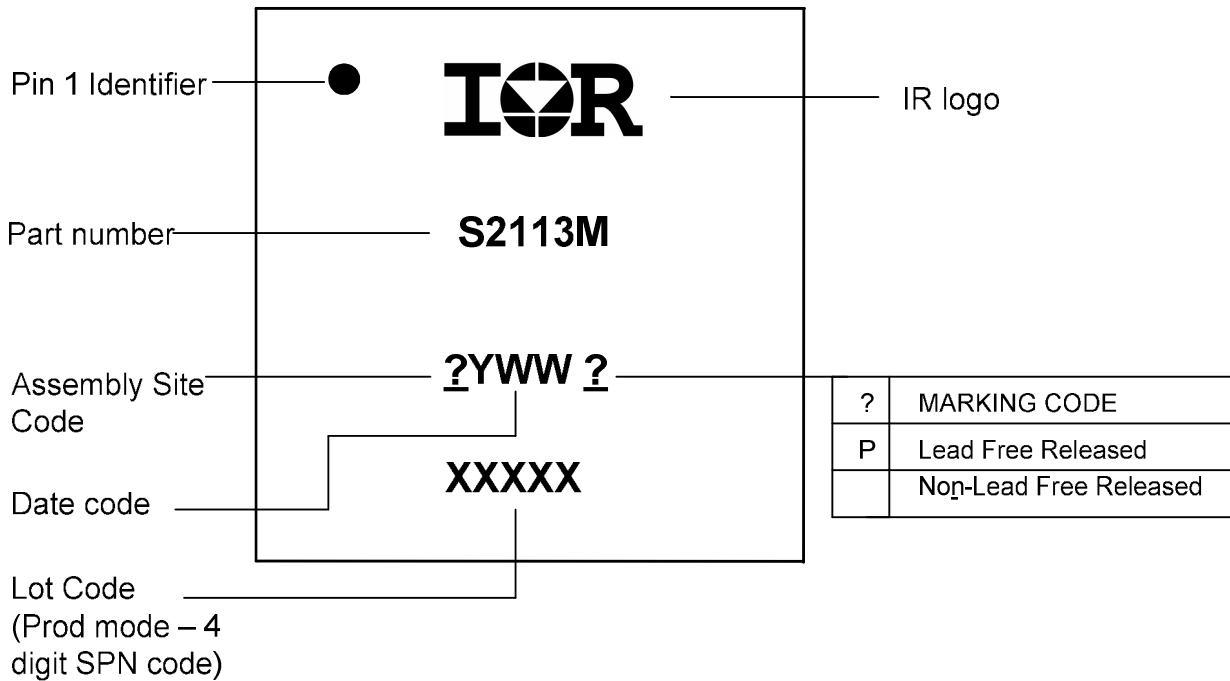 Pin 1 Identifier
IOR
IR logo
Part number
S2113M
Assembly Site
Code
?YWW ?
? MARKING CODE
P Lead Free Released
Non-Lead Free Released
Date code
XXXXX
Lot Code
(Prod mode – 4
digit SPN code)